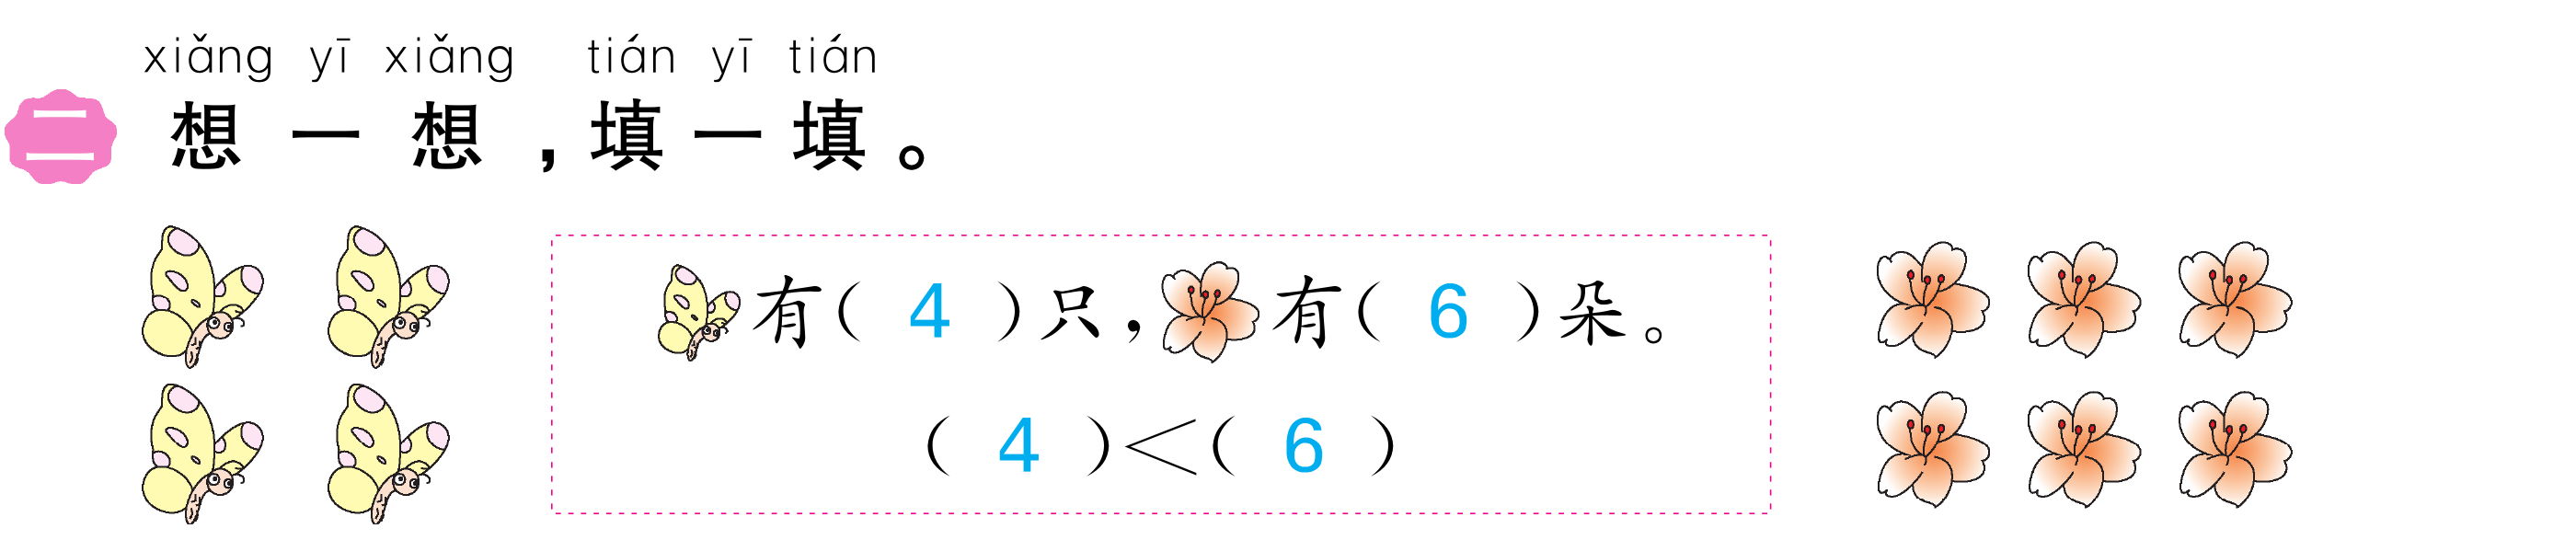 xiǎng yī xiǎng tián yī tián
二 想一想，填一填。
有( 4 )只，有( 6 )朵。
( 4 )<( 6 )